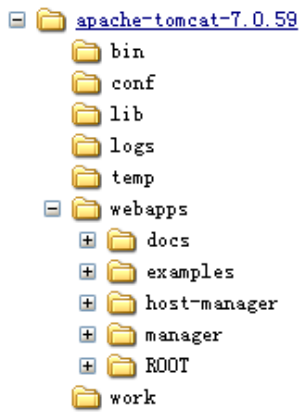 apache-tomcat-7.0.59
bin
conf
lib
logs
temp
webapps
docs
examples
host-manager
manager
ROOT
work